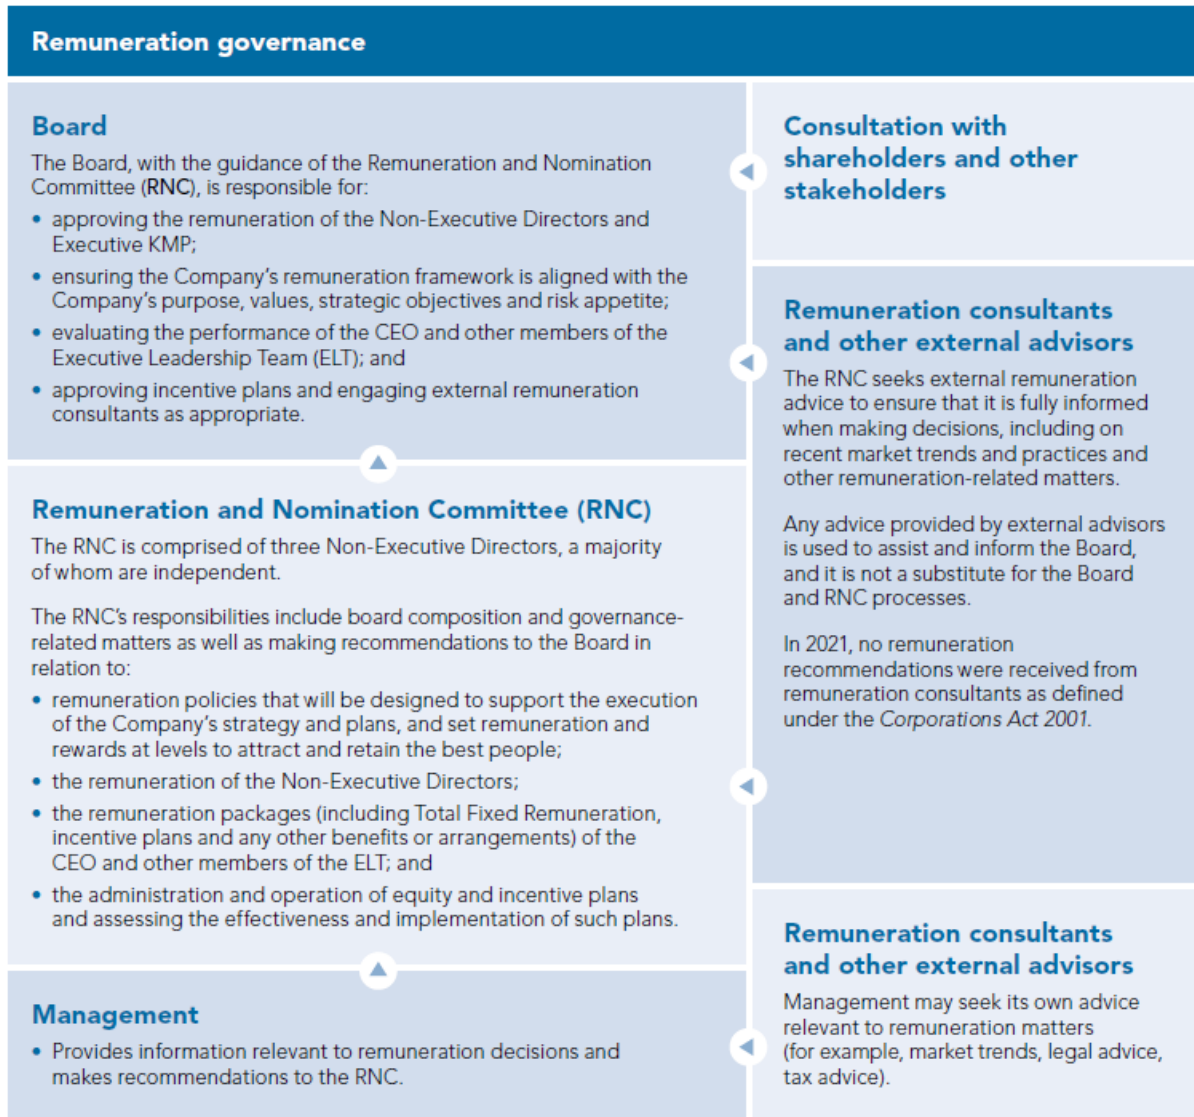 Remuneration governance
Board
The Board, with the guidance of the Remuneration and Nomination
Committee (RNC), is responsible for:
• approving the remuneration of the Non-Executive Directors and
Executive KMP;
• ensuring the Company's remuneration framework is aligned with the
Company's purpose, values, strategic objectives and risk appetite;
• evaluating the performance of the CEO and other members of the
Executive Leadership Team (ELT); and
• approving incentive plans and engaging external remuneration
consultants as appropriate.
Remuneration and Nomination Committee (RNC)
The RNC is comprised of three Non-Executive Directors, a majority
of whom are independent.
The RNC's responsibilities include board composition and governance-
related matters as well as making recommendations to the Board in
relation to:
• remuneration policies that will be designed to support the execution
of the Company's strategy and plans, and set remuneration and
rewards at levels to attract and retain the best people;
• the remuneration of the Non-Executive Directors;
• the remuneration packages (including Total Fixed Remuneration,
incentive plans and any other benefits or arrangements) of the
CEO and other members of the ELT; and
• the administration and operation of equity and incentive plans
and assessing the effectiveness and implementation of such plans.
Management
• Provides information relevant to remuneration decisions and
makes recommendations to the RNC.
Consultation with
shareholders and other
stakeholders
Remuneration consultants
and other external advisors
The RNC seeks external remuneration
advice to ensure that it is fully informed
when making decisions, including on
recent market trends and practices and
other remuneration-related matters.
Any advice provided by external advisors
is used to assist and inform the Board,
and it is not a substitute for the Board
and RNC processes.
In 2021, no remuneration
recommendations were received from
remuneration consultants as defined
under the Corporations Act 2001.
Remuneration consultants
and other external advisors
Management may seek its own advice
relevant to remuneration matters
(for example, market trends, legal advice,
tax advice).